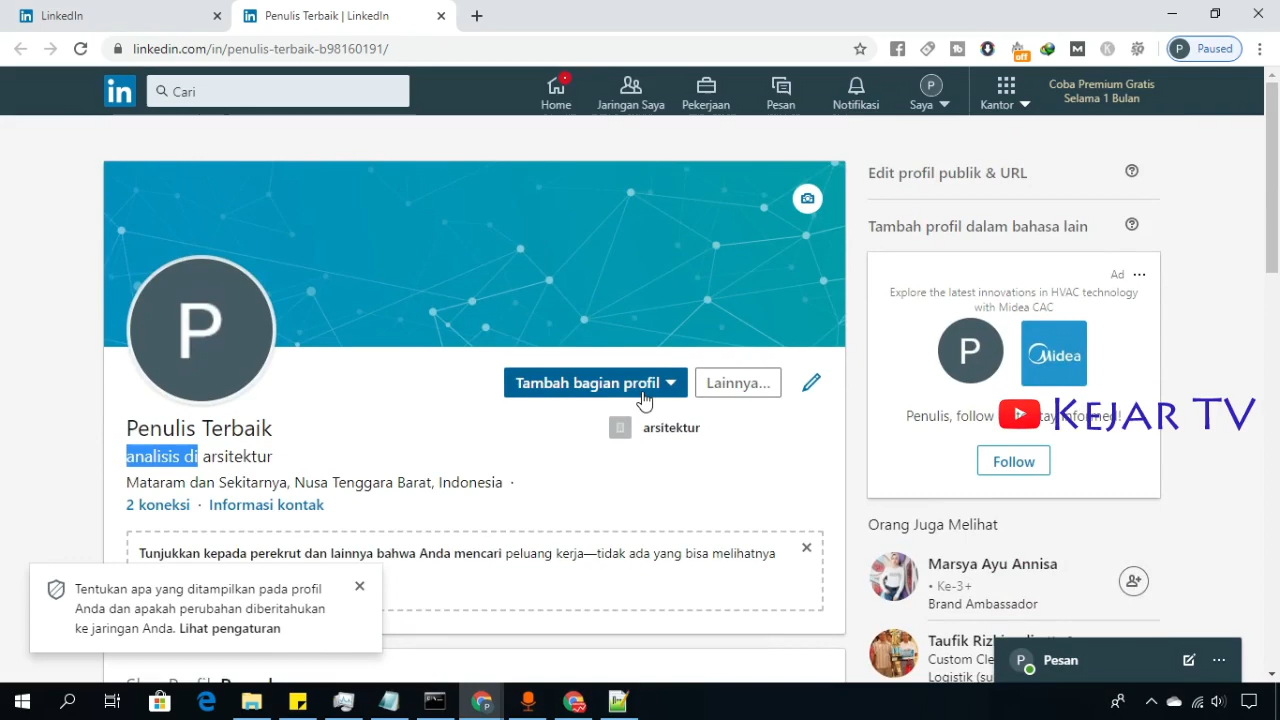 LinkedIn
Penulis Terbaik | LinkedIn
linkedin.com/in/penulis-terbaik-b98160191/
off
P Paused
in
Cari
Home
Jaringan Saya
Pekerjaan
Pesan
Notifikasi
P
Saya
Kantor
Coba Premium Gratis
Selama 1 Bulan
P
Tambah bagian profil
Lainnya...
Penulis Terbaik
arsitektur
analisis di arsitektur
Mataram dan Sekitarnya, Nusa Tenggara Barat, Indonesia ·
2 koneksi · Informasi kontak
Tunjukkan kepada perekrut dan lainnya bahwa Anda mencari peluang kerja—tidak ada yang bisa melihatnya
Tentukan apa yang ditampilkan pada profil
Anda dan apakah perubahan diberitahukan
ke jaringan Anda. Lihat pengaturan
Edit profil publik & URL
Tambah profil dalam bahasa lain
Ad
Explore the latest innovations in HVAC technology
with Midea CAC
P
Midea
Penulis, follow
Kejar TV
Follow
Orang Juga Melihat
Marsya Ayu Annisa
• Ke-3+
Brand Ambassador
Taufik
Custom
Logistik
P Pesan